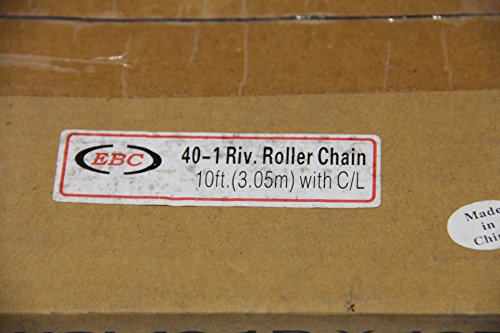 EBC
40-1 Riv. Roller Chain
10ft.(3.05m) with C/L
Made
in